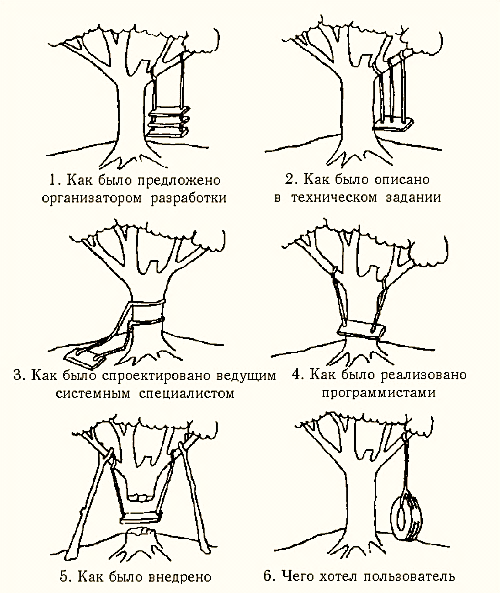 1. Как было предложено
организатором разработки
2. Как было описано
в техническом задании
3. Как было спроектировано ведущим
системным специалистом
4. Как было реализовано
программистами
5. Как было внедрено
6. Чего хотел пользователь